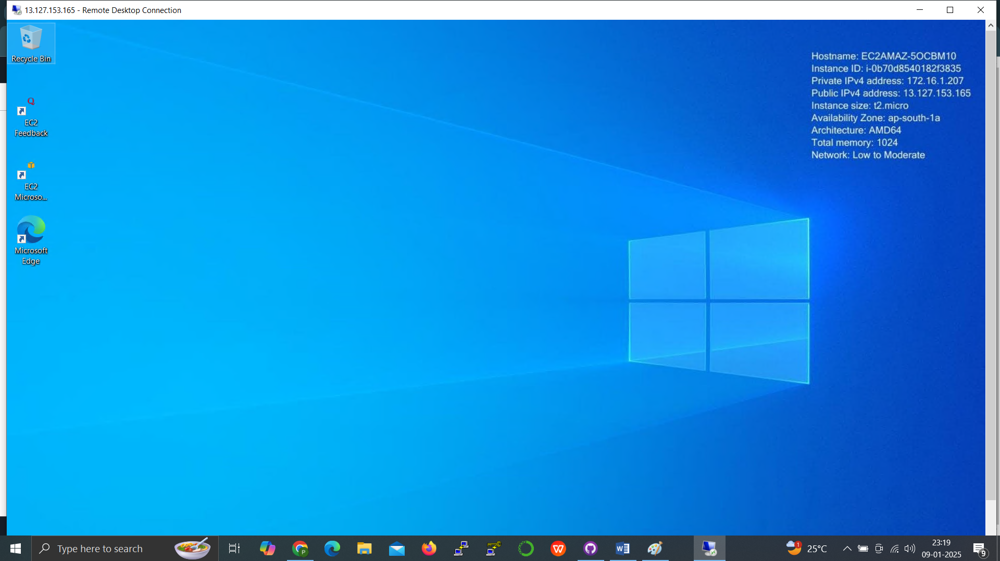 13.127.153.165 - Remote Desktop Connection
Recycle Bin
EC2
Feedback
EC2
Microso...
Microsoft
Edge
Hostname: EC2AMAZ-5OCBM10
Instance ID: i-0b70d8540182f3835
Private IPv4 address: 172.16.1.207
Public IPv4 address: 13.127.153.165
Instance size: t2.micro
Availability Zone: ap-south-1a
Architecture: AMD64
Total memory: 1024
Network: Low to Moderate
Type here to search
P
W
W
1
25°C
23:19
09-01-2025
9